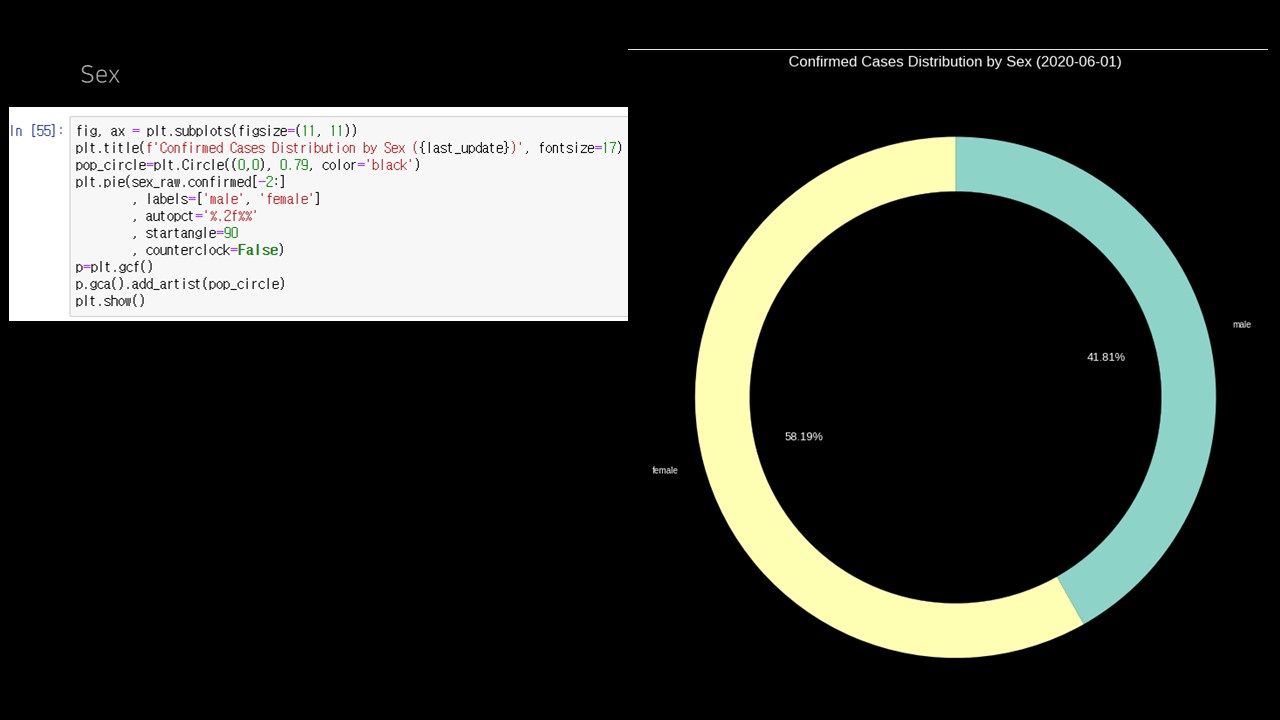 Sex
In [55]:
fig, ax = plt.subplots(figsize=(11, 11))
plt.title(f'Confirmed Cases Distribution by Sex ({last_update})', fontsize=17)
pop_circle=plt.Circle((0,0), 0.79, color='black')
plt.pie(sex_raw.confirmed[-2:]
, labels=['male', 'female']
, autopct='%.2f%%'
, startangle=90
, counterclock=False)
p=plt.gcf()
p.gca().add_artist(pop_circle)
plt.show()
Confirmed Cases Distribution by Sex (2020-06-01)
male
41.81%
58.19%
female